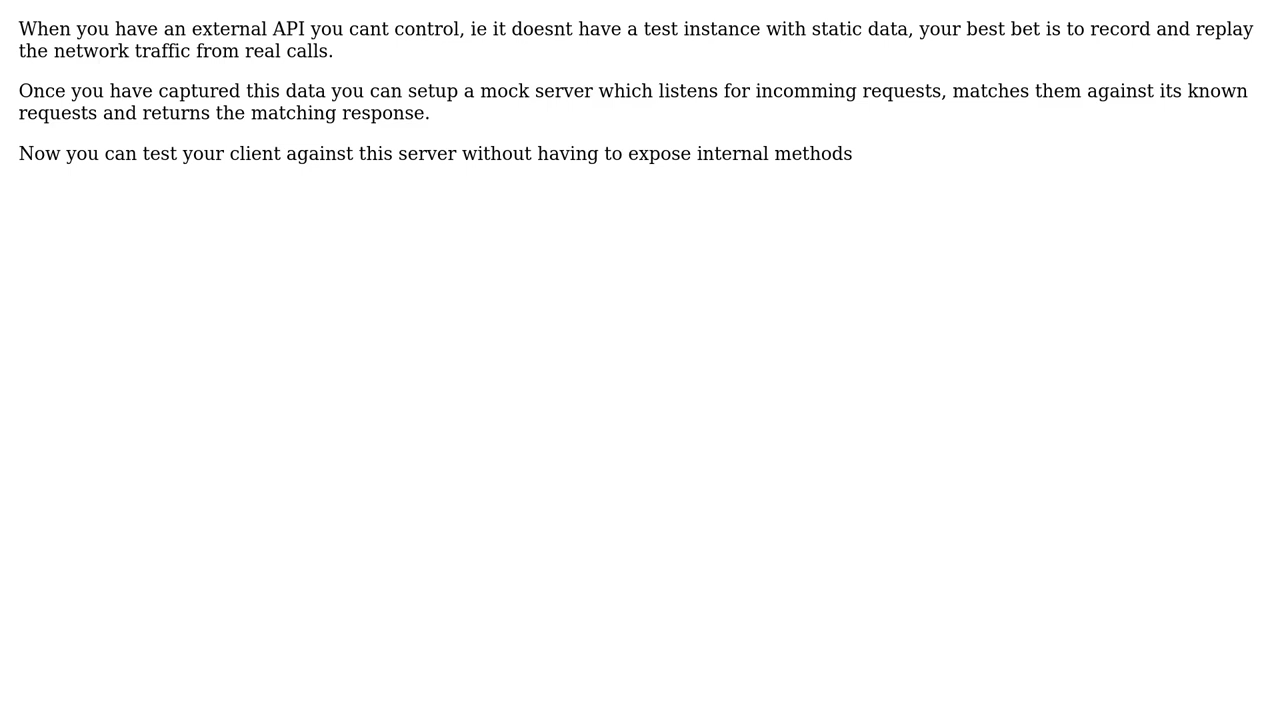 When you have an external API you cant control, ie it doesnt have a test instance with static data, your best bet is to record and replay
the network traffic from real calls.
Once you have captured this data you can setup a mock server which listens for incomming requests, matches them against its known
requests and returns the matching response.
Now you can test your client against this server without having to expose internal methods